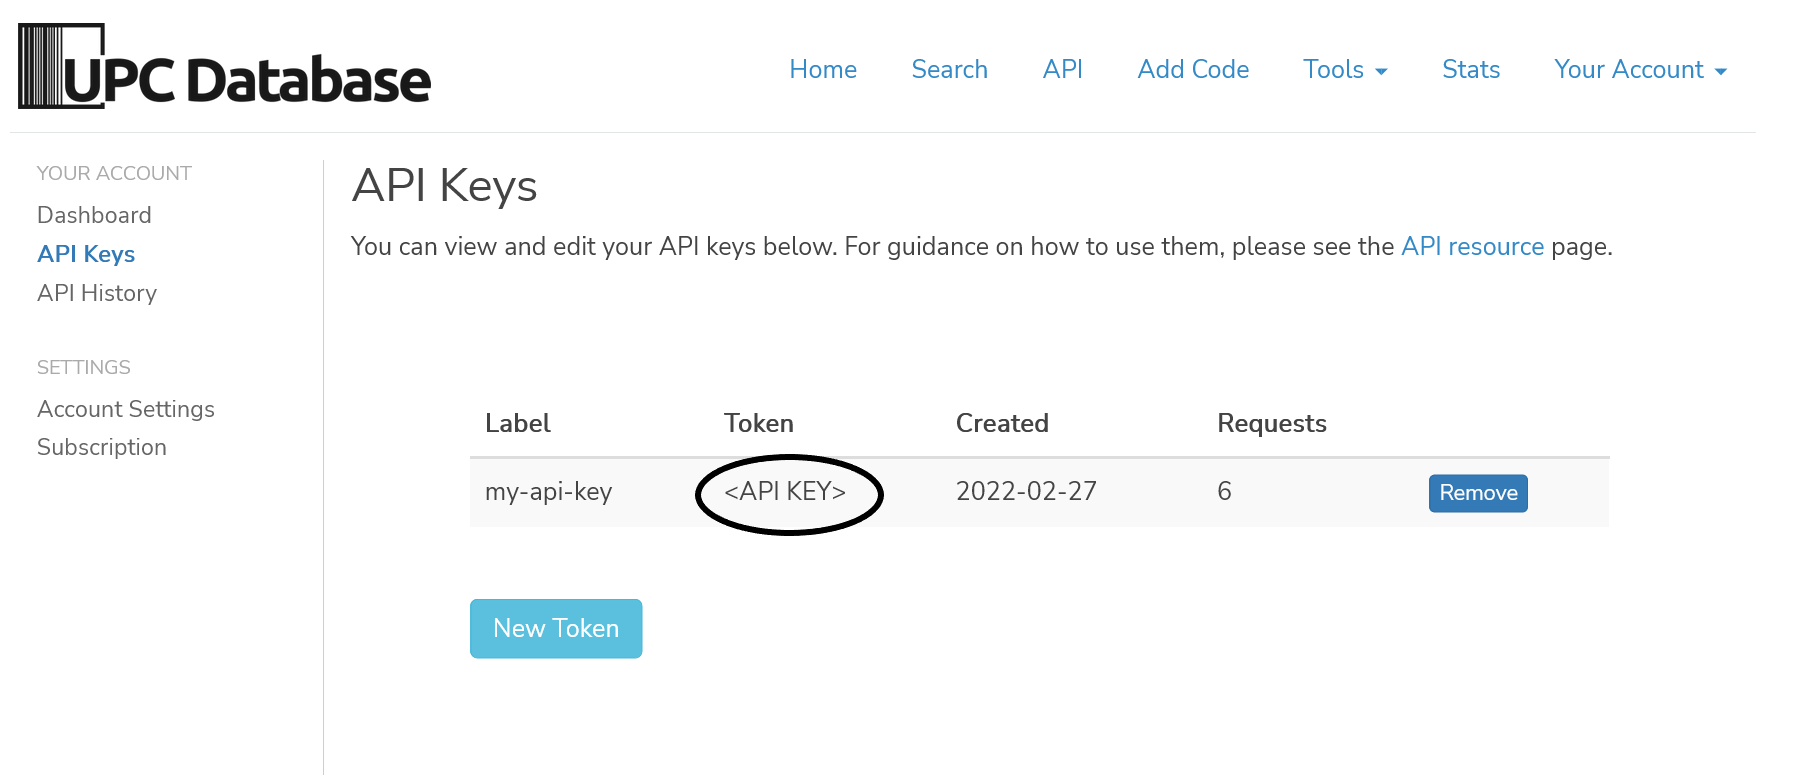 UPC Database
Home Search API Add Code Tools Stats Your Account
YOUR ACCOUNT
Dashboard
API Keys
API History
SETTINGS
Account Settings
Subscription
API Keys
You can view and edit your API keys below. For guidance on how to use them, please see the API resource page.
Label Token Created Requests
my-api-key <API KEY> 2022-02-27 6 Remove
New Token